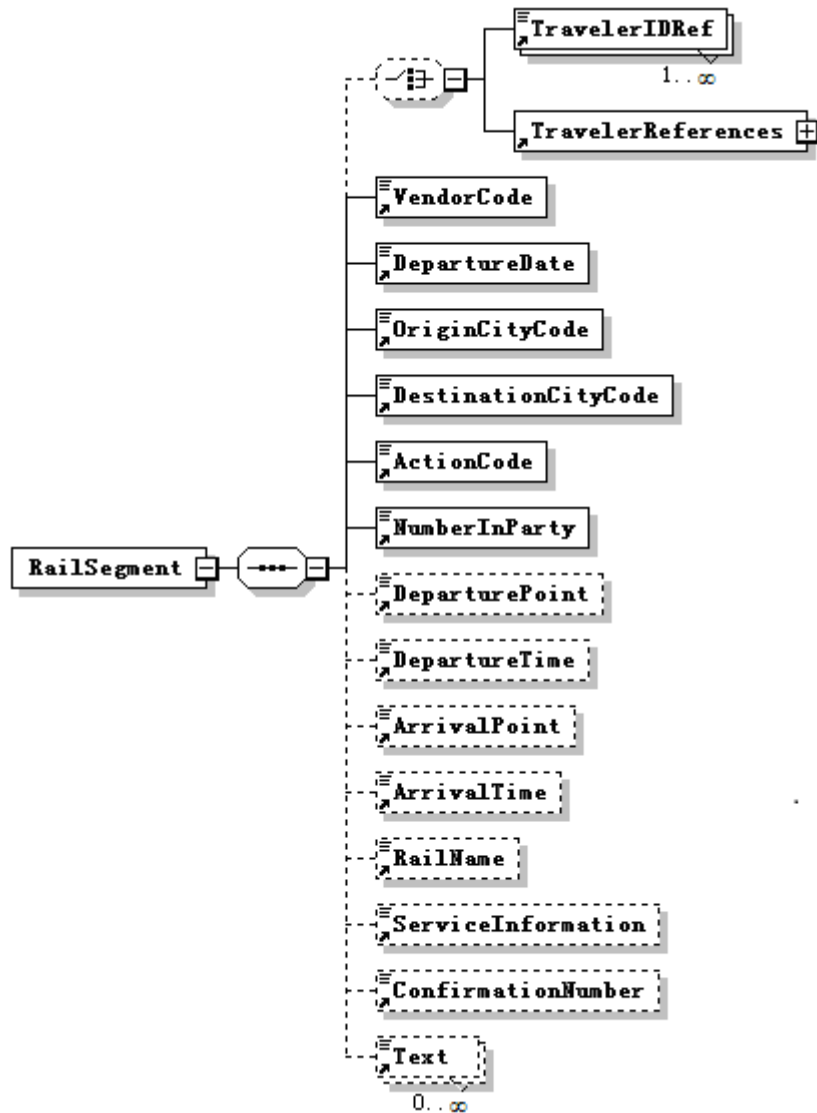 TravelerIDRef
1..∞
TravelerReferences
VendorCode
DepartureDate
OriginCityCode
DestinationCityCode
ActionCode
NumberInParty
RailSegment
DeparturePoint
DepartureTime
ArrivalPoint
ArrivalTime
RailName
ServiceInformation
ConfirmationNumber
Text
0..∞